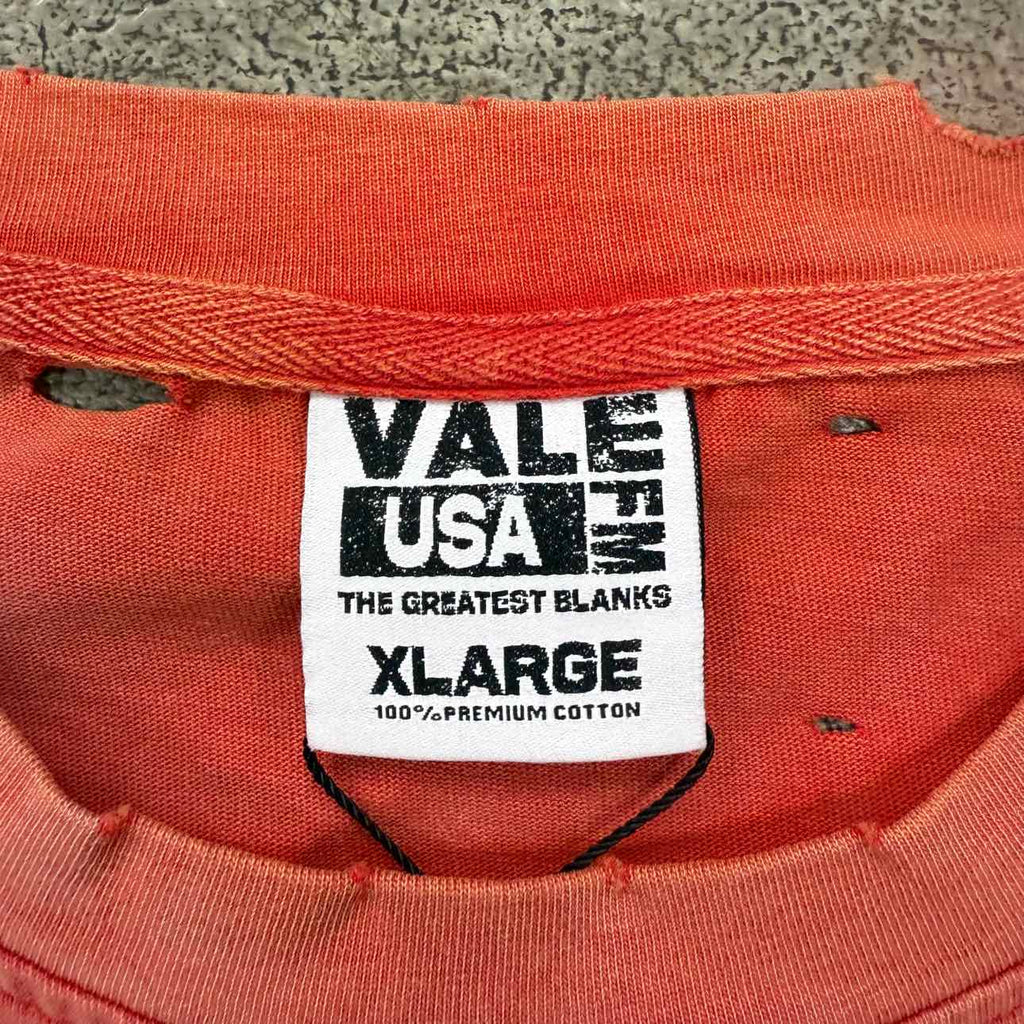 VALE FM
USA
THE GREATEST BLANKS
XLARGE
100% PREMIUM COTTON